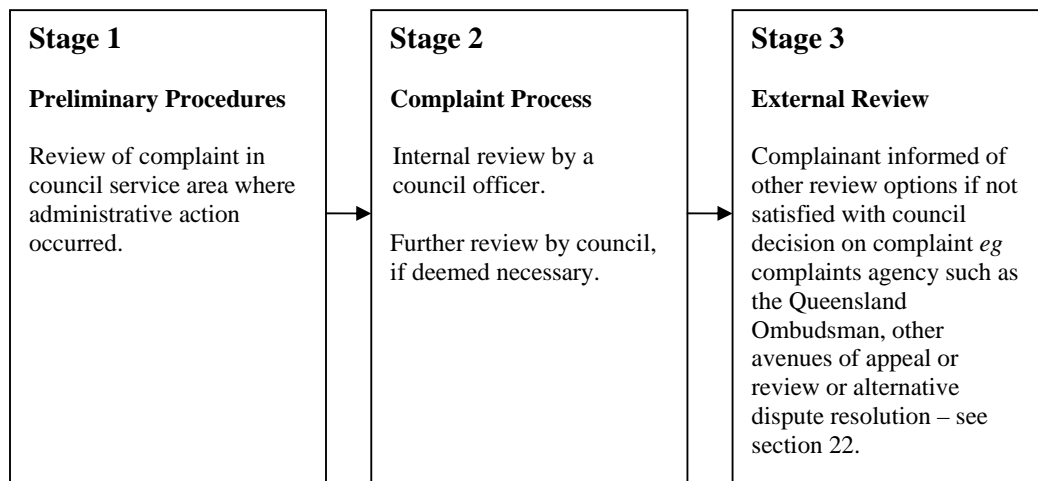 Stage 1
Preliminary Procedures
Review of complaint in
council service area where
administrative action
occurred.
Stage 2
Complaint Process
Internal review by a
council officer.
Further review by council,
if deemed necessary.
Stage 3
External Review
Complainant informed of
other review options if not
satisfied with council
decision on complaint eg
complaints agency such as
the Queensland
Ombudsman, other
avenues of appeal or
review or alternative
dispute resolution – see
section 22.